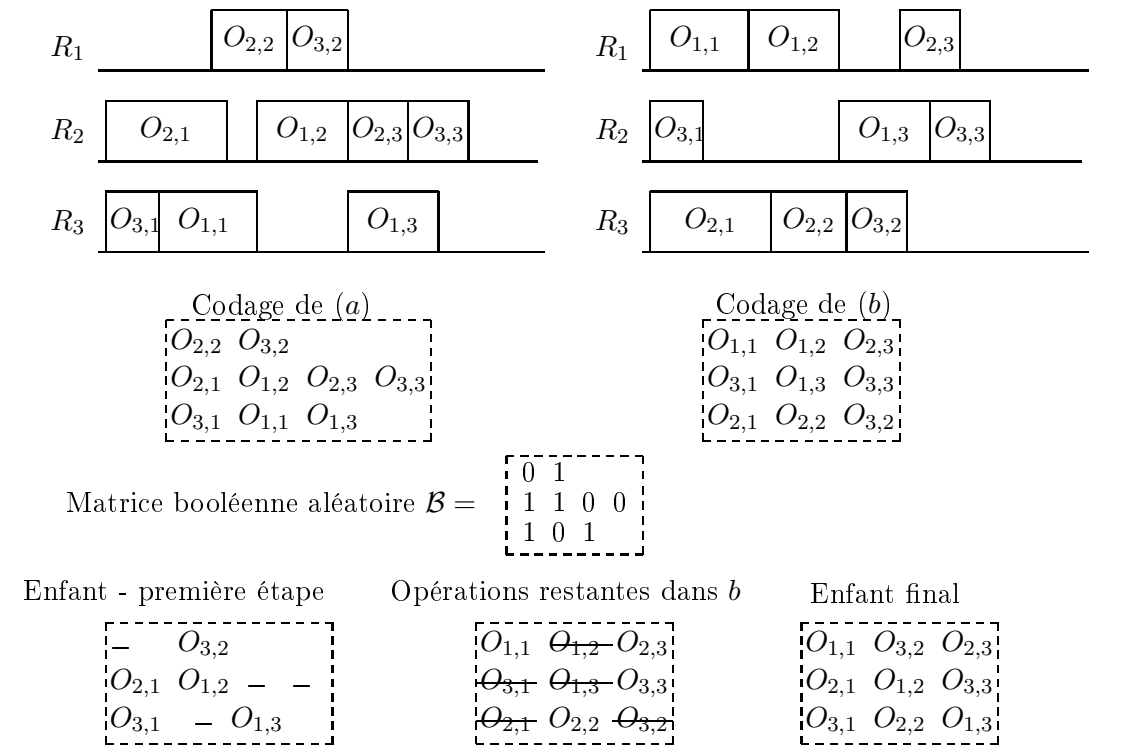 R1 O2,2 O3,2
R2 O2,1 O1,2 O2,3 O3,3
R3 O3,1 O1,1 O1,3
R1 O1,1 O1,2 O2,3
R2 O3,1 O1,3 O3,3
R3 O2,1 O2,2 O3,2
Codage de (a)
O2,2 O3,2
O2,1 O1,2 O2,3 O3,3
O3,1 O1,1 O1,3
Codage de (b)
O1,1 O1,2 O2,3
O3,1 O1,3 O3,3
O2,1 O2,2 O3,2
Matrice booléenne aléatoire B =
0 1
1 1 0 0
1 0 1
Enfant - première étape
– O3,2
O2,1 O1,2 – –
O3,1 – O1,3
Opérations restantes dans b
O1,1 O1,2 O2,3
O3,1 O1,3 O3,3
O2,1 O2,2 O3,2
Enfant final
O1,1 O3,2 O2,3
O2,1 O1,2 O3,3
O3,1 O2,2 O1,3